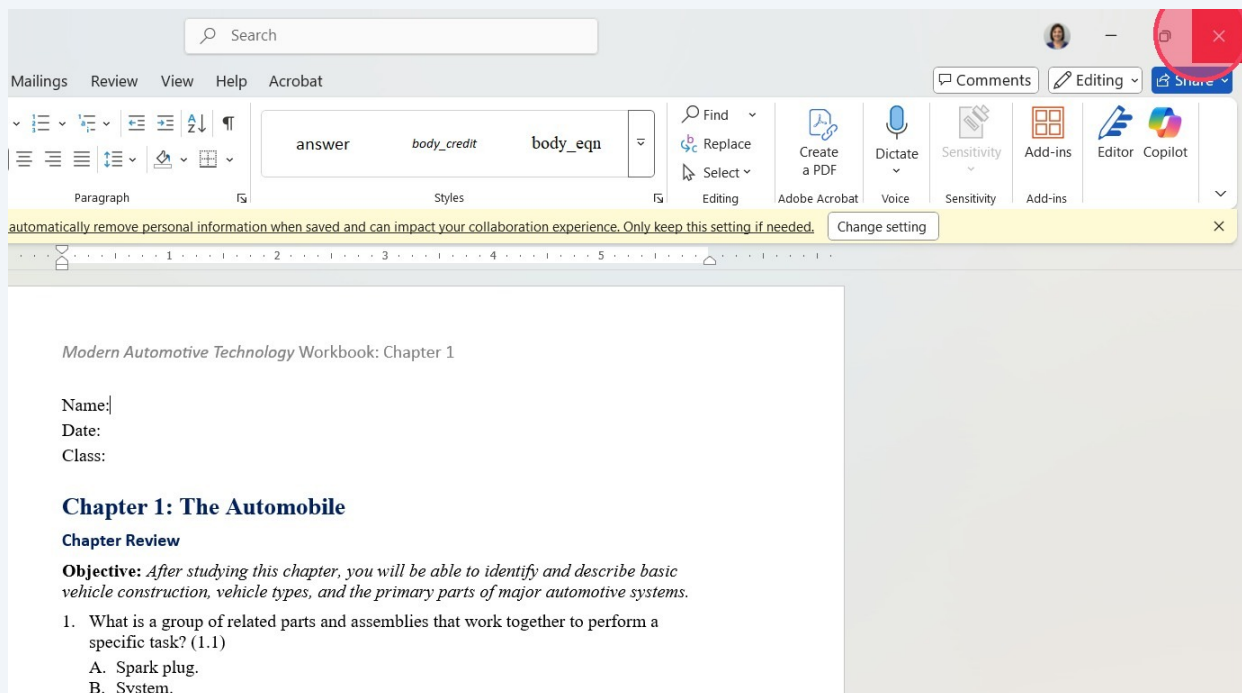 Search
Mailings Review View Help Acrobat
Comments Editing Share
answer body_credit body_eqn
Find
Replace
Select
Create a PDF
Dictate
Sensitivity
Add-ins
Editor Copilot
Paragraph Styles Editing Adobe Acrobat Voice Sensitivity Add-ins
automatically remove personal information when saved and can impact your collaboration experience. Only keep this setting if needed. Change setting
1 2 3 4 5
Modern Automotive Technology Workbook: Chapter 1
Name:
Date:
Class:
Chapter 1: The Automobile
Chapter Review
Objective: After studying this chapter, you will be able to identify and describe basic
vehicle construction, vehicle types, and the primary parts of major automotive systems.
1. What is a group of related parts and assemblies that work together to perform a
specific task? (1.1)
A. Spark plug.
B. System.